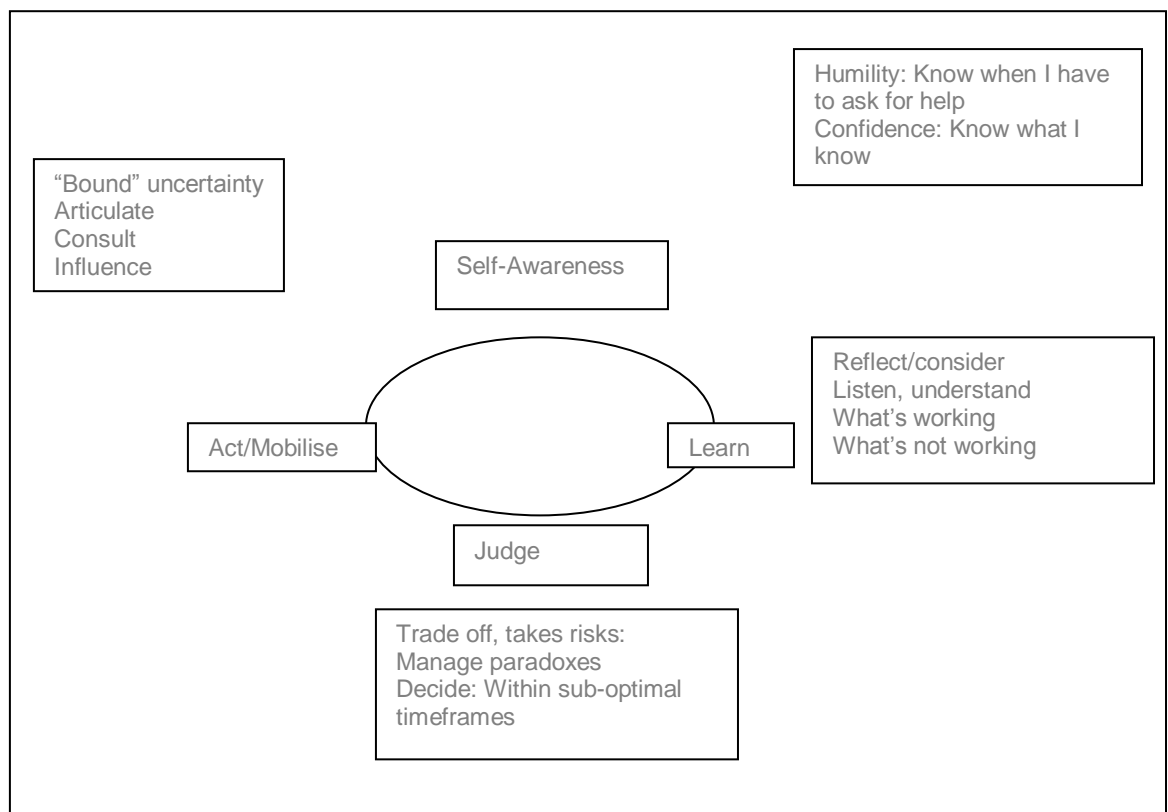 Humility: Know when I have
to ask for help
Confidence: Know what I
know
“Bound” uncertainty
Articulate
Consult
Influence
Self-Awareness
Reflect/consider
Listen, understand
What’s working
What’s not working
Act/Mobilise
Learn
Judge
Trade off, takes risks:
Manage paradoxes
Decide: Within sub-optimal
timeframes